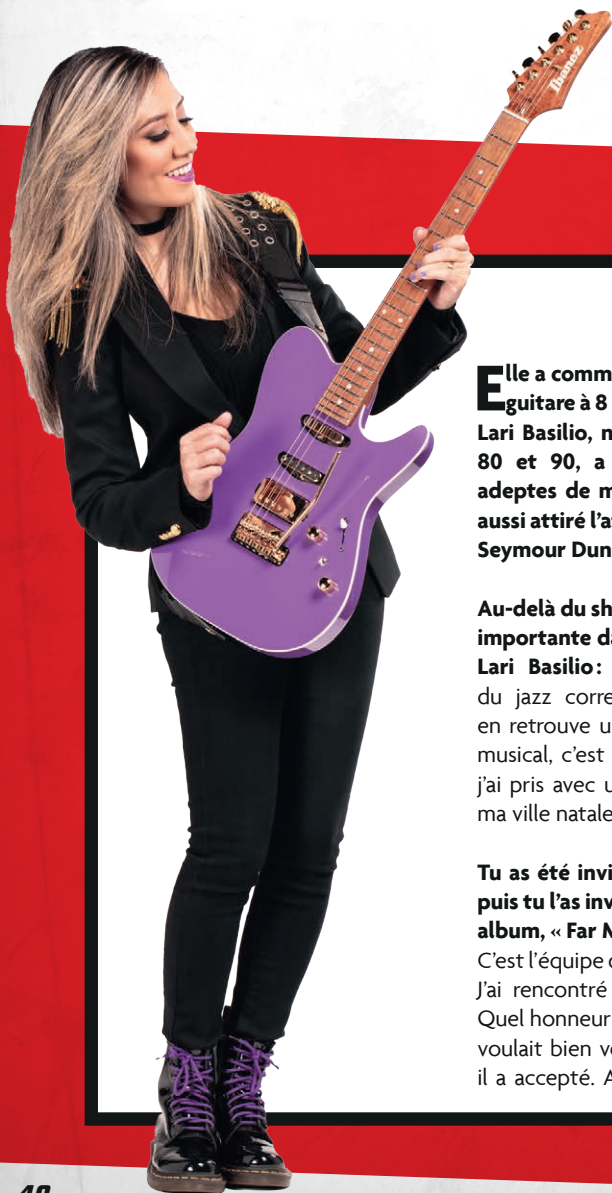 Ibanez
Elle a comm
guitare à 8
Lari Basilio, n
80 et 90, a
adeptes de m
aussi attiré l’a
Seymour Dun
Au-delà du sh
importante da
Lari Basilio :
du jazz corre
en retrouve u
musical, c’est
j’ai pris avec u
ma ville natale
Tu as été invi
puis tu l’as inv
album, « Far M
C’est l’équipe d
J’ai rencontré
Quel honneur
voulait bien ve
il a accepté. A